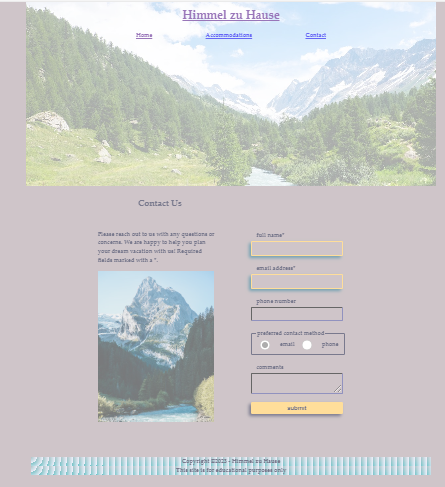 Himmel zu Hause
Home Accommodations Contact
Contact Us
Please reach out to us with any questions or
concerns. We are happy to help you plan
your dream vacation with us! Required
fields marked with a *.
full name*
email address*
phone number
preferred contact method
email phone
comments
submit
Copyright ©2023 - Himmel zu Hause
This site is for educational purposes only